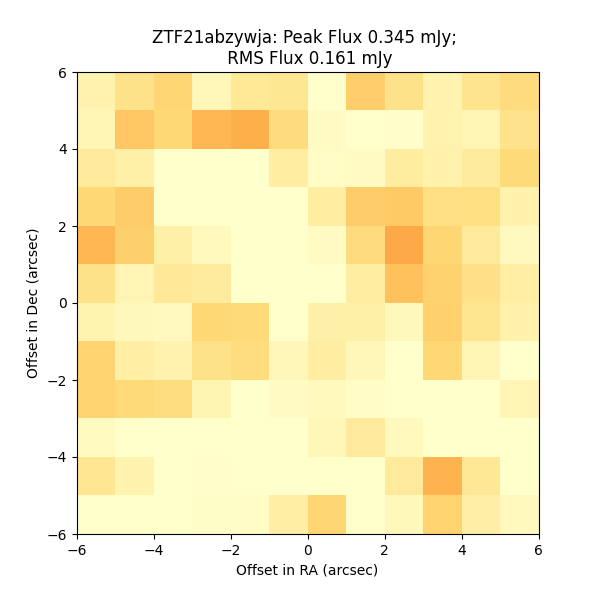 ZTF21abzywja: Peak Flux 0.345 mJy;
RMS Flux 0.161 mJy
6
4
2
0
−2
−4
−6
Offset in Dec (arcsec)
−6 −4 −2 0 2 4 6
Offset in RA (arcsec)